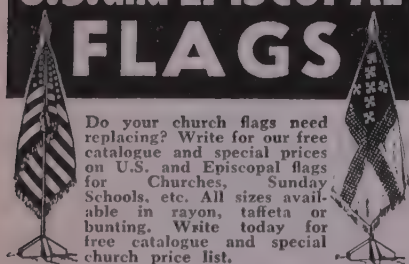 U.S. and EPISCOPAL
FLAGS
Do your church flags need
replacing? Write for our free
catalogue and special prices
on U.S. and Episcopal flags
for Churches, Sunday
Schools, etc. All sizes avail-
able in rayon, taffeta or
bunting. Write today for
free catalogue and special
church price list.